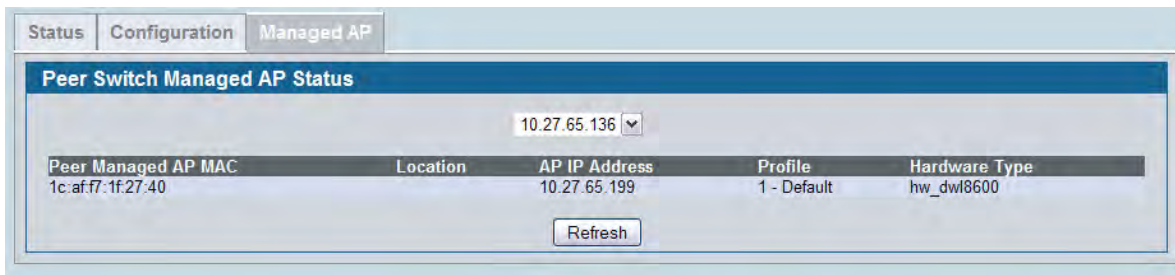 Status Configuration Managed AP
Peer Switch Managed AP Status
10.27.65.136
Peer Managed AP MAC Location AP IP Address Profile Hardware Type
1c:af:f7:1f:27:40 10.27.65.199 1 - Default hw_dwl8600
Refresh